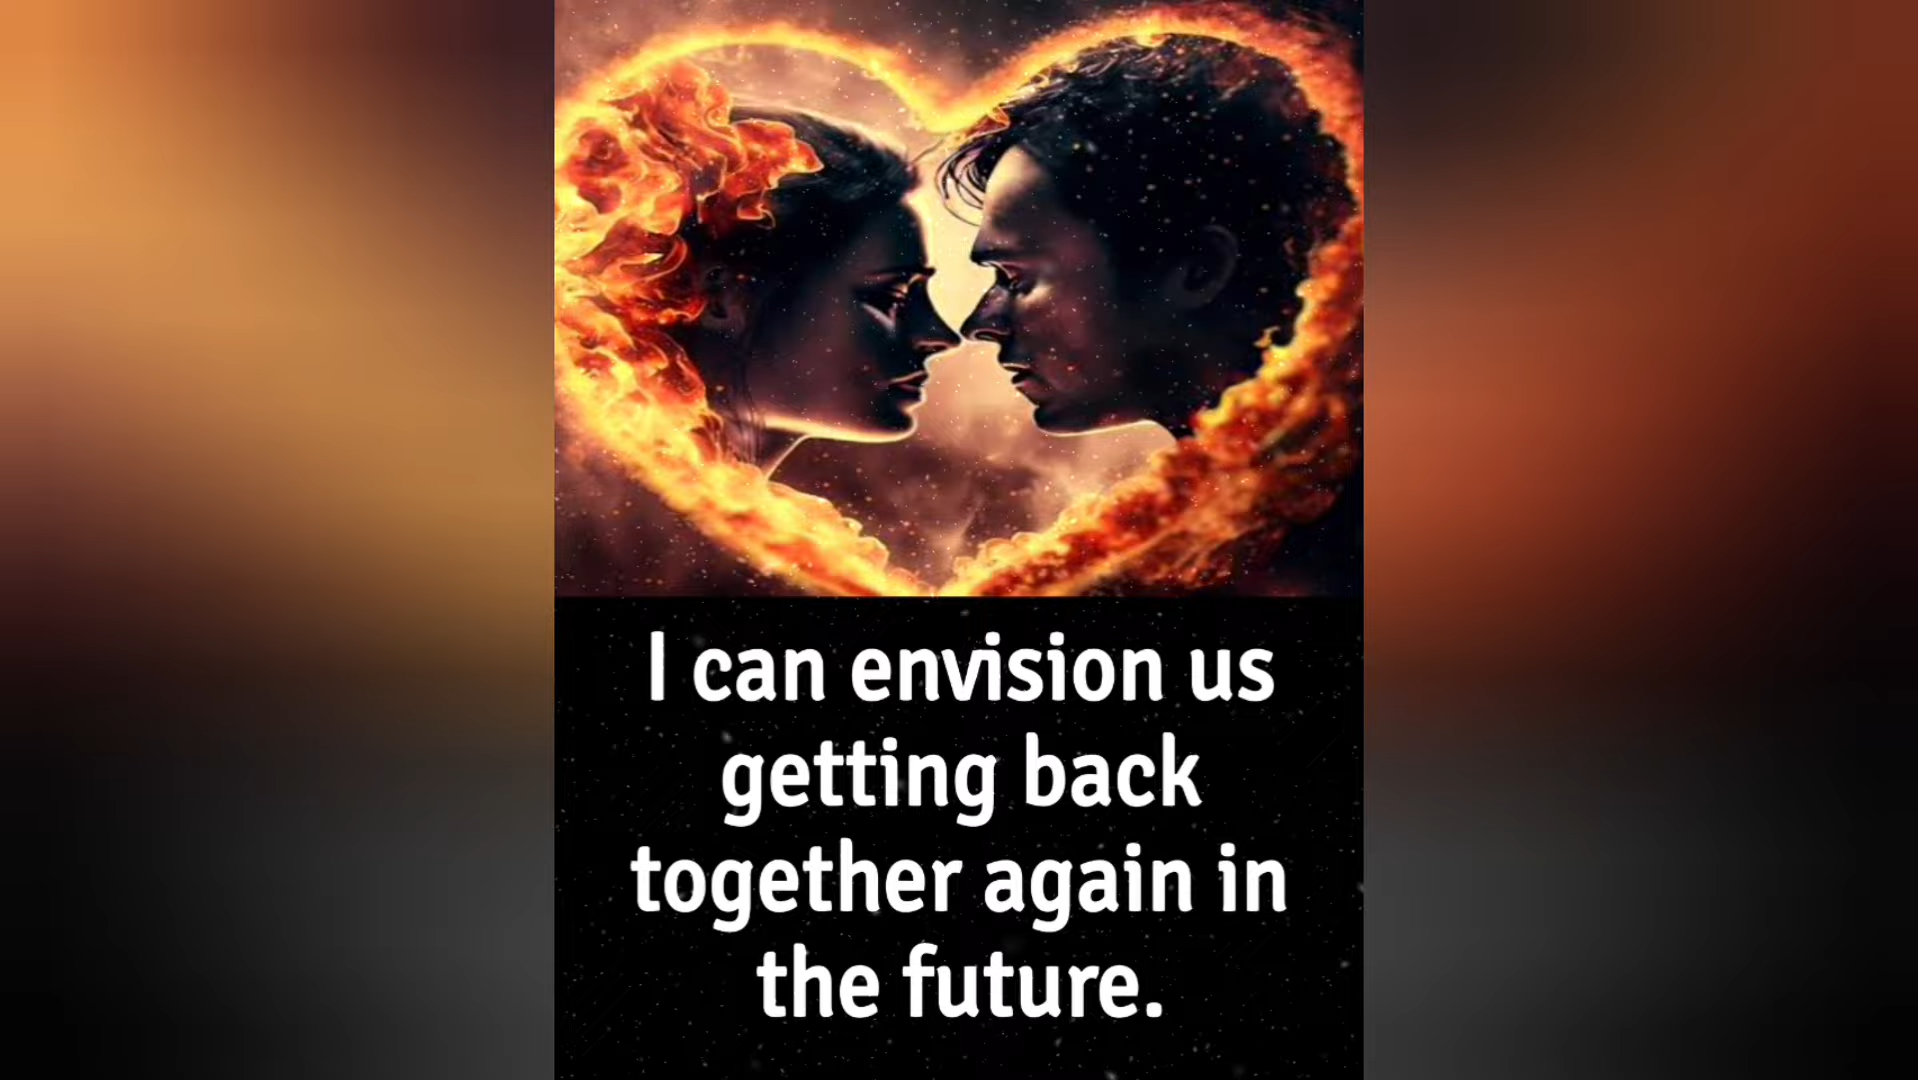 I can envision us
getting back
together again in
the future.